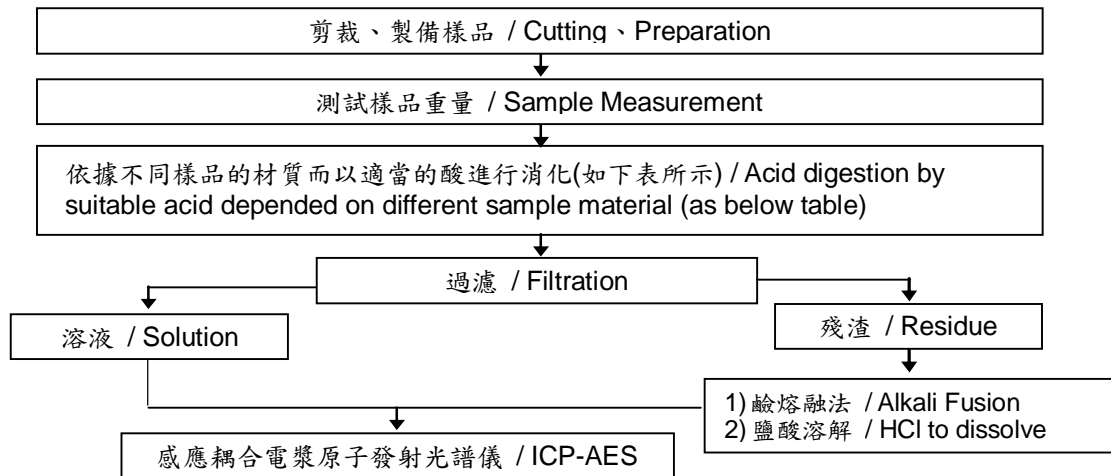 剪裁、製備樣品 / Cutting、Preparation
測試樣品重量 / Sample Measurement
依據不同樣品的材質而以適當的酸進行消化(如下表所示) / Acid digestion by
suitable acid depended on different sample material (as below table)
過濾 / Filtration
溶液 / Solution
殘渣 / Residue
1) 鹼熔融法 / Alkali Fusion
2) 鹽酸溶解 / HCl to dissolve
感應耦合電漿原子發射光譜儀 / ICP-AES